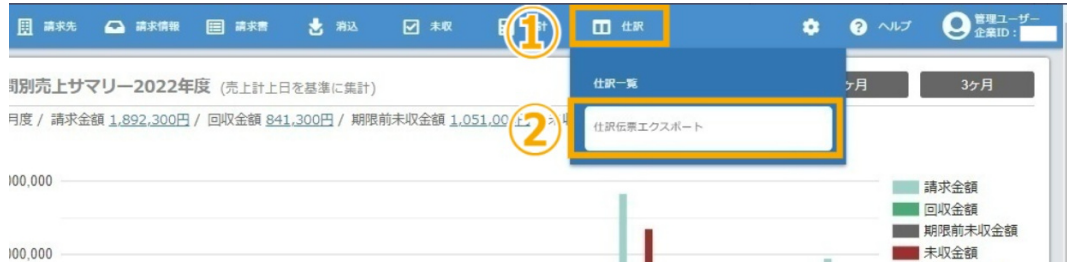 請求先 請求情報 請求書 消込 未収 計 仕訳 ヘルプ 管理ユーザー
企業ID：
①
間別売上サマリー2022年度 (売上計上日を基準に集計)
仕訳一覧
ヶ月 3ヶ月
月度 / 請求金額 1,892,300円 / 回収金額 841,300円 / 期限前未収金額 1,051,00
②
仕訳伝票エクスポート
000,000
請求金額
回収金額
期限前未収金額
未収金額
000,000